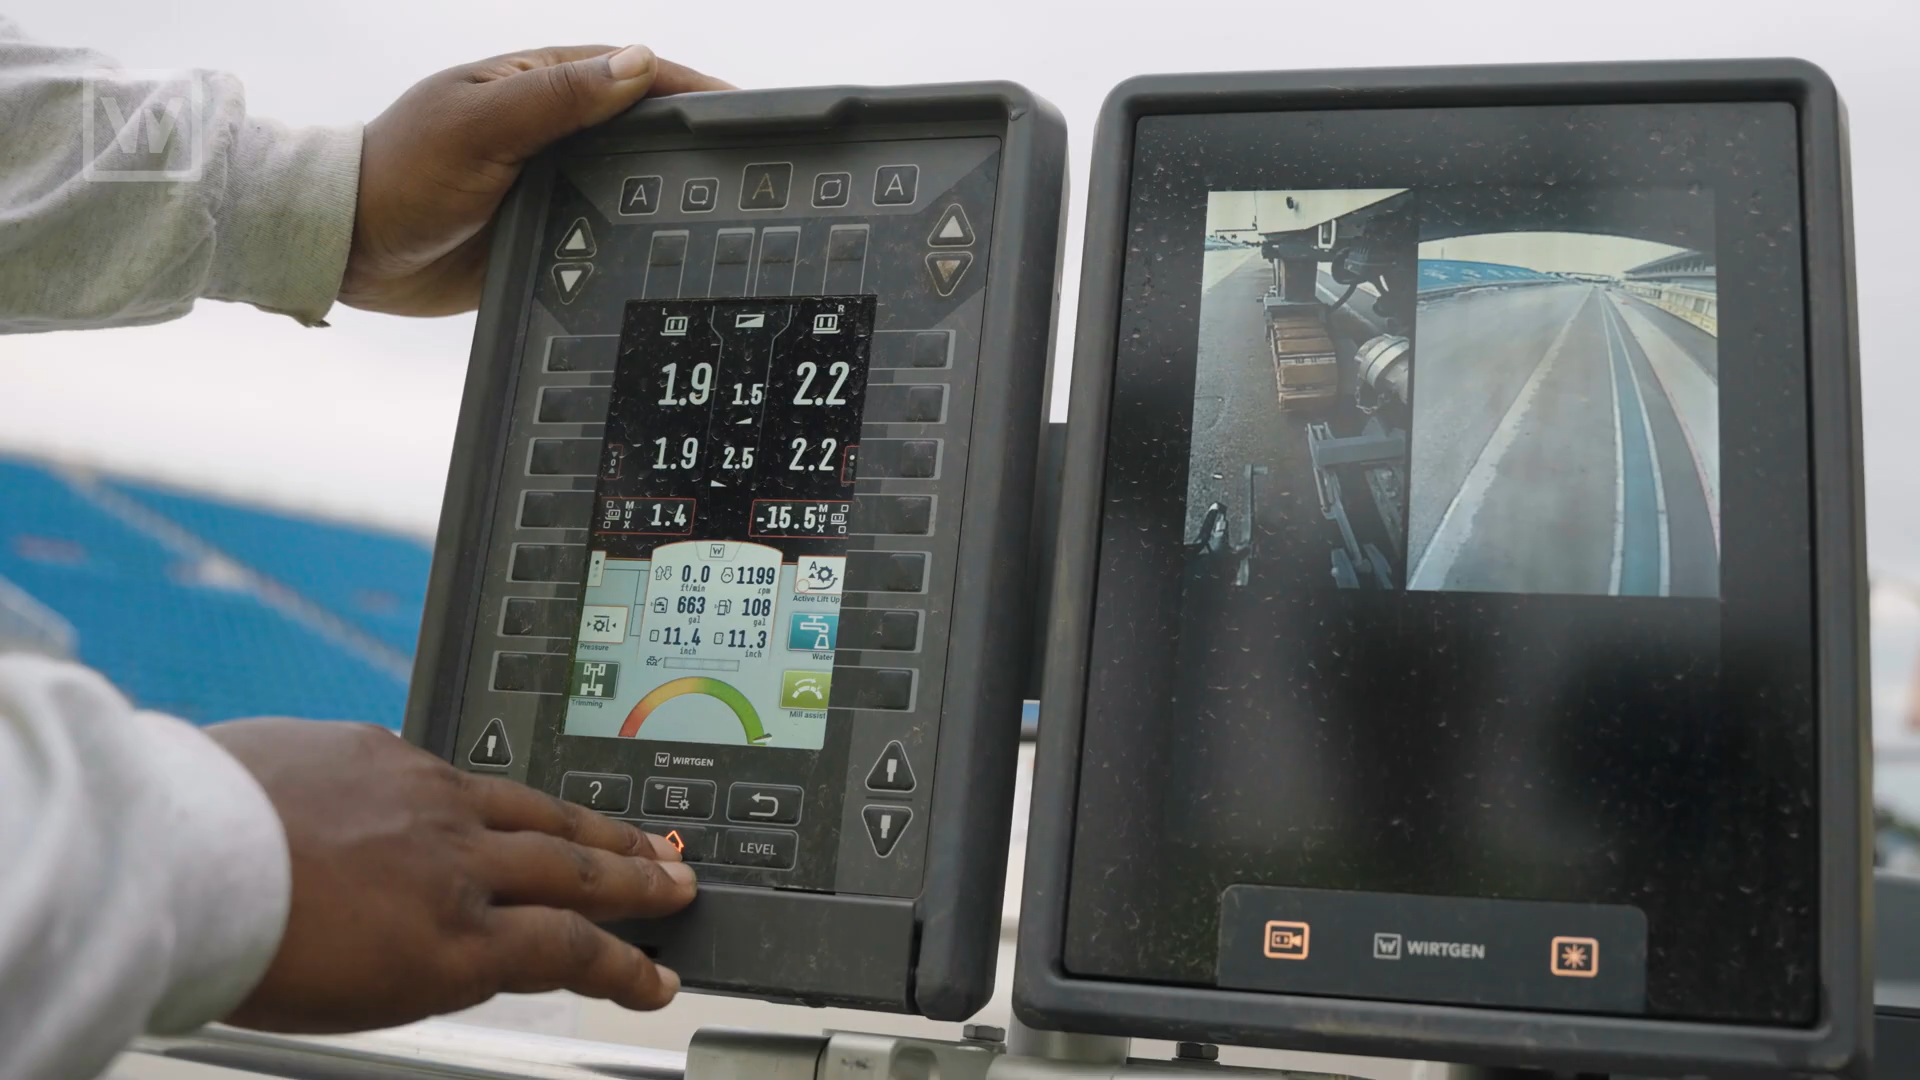 W
A A A
L R
1.9 1.5 2.2
1.9 2.5 2.2
MUX 1.4 -15.5 MUX
W
0.0 1199
ft/min rpm
A
Active Lift Up
663 108
gal gal
Pressure
11.4 11.3
inch inch
Water
Trimming
Mill assist
W WIRTGEN
?
LEVEL
W WIRTGEN